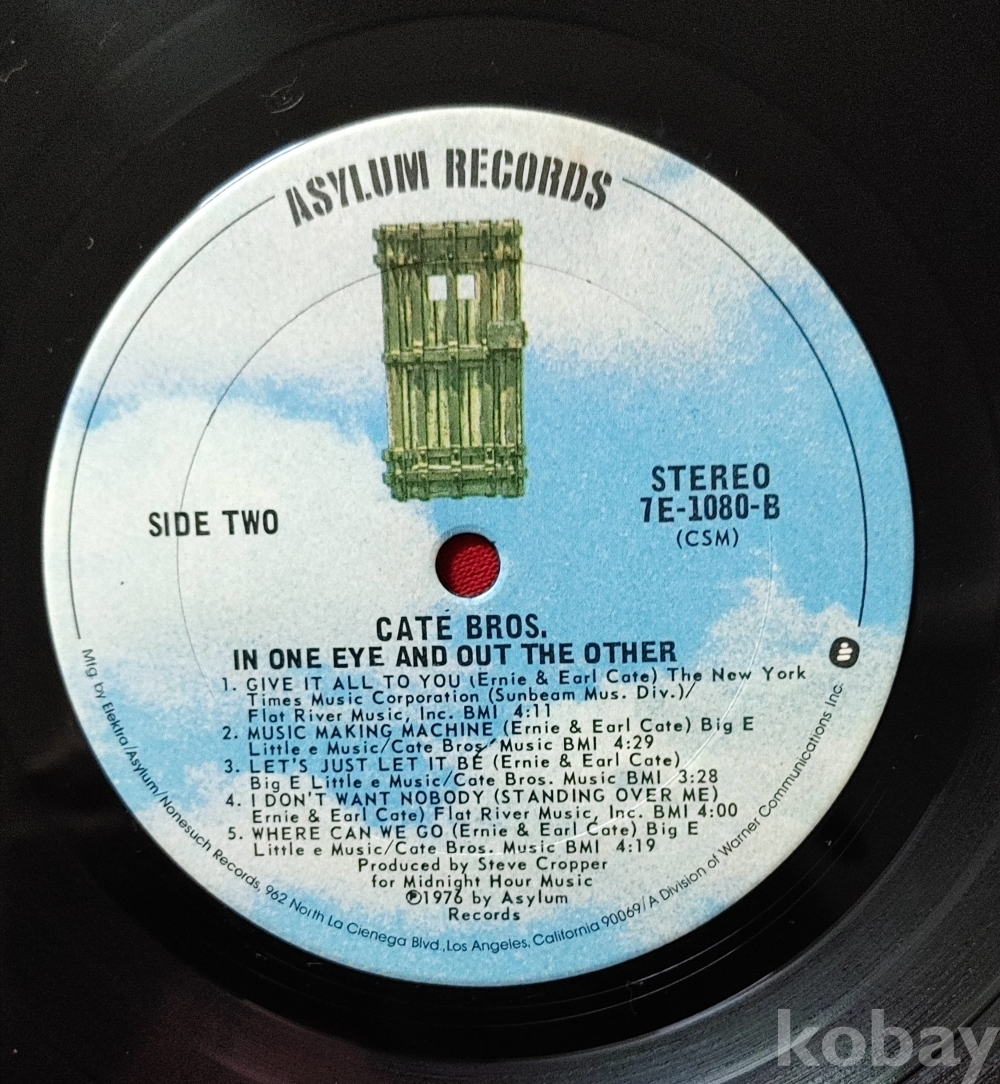 ASYLUM RECORDS
STEREO
7E-1080-B
(CSM)
SIDE TWO
CATE BROS.
IN ONE EYE AND OUT THE OTHER
1. GIVE IT ALL TO YOU (Ernie & Earl Cate) The New York
Times Music Corporation (Sunbeam Mus. Div.)/
Flat River Music, Inc. BMI 4:11
2. MUSIC MAKING MACHINE (Ernie & Earl Cate) Big E
Little e Music/Cate Bros. Music BMI 4:29
3. LET'S JUST LET IT BE (Ernie & Earl Cate)
Big E Little e Music/Cate Bros. Music BMI 3:28
4. I DON'T WANT NOBODY (STANDING OVER ME)
Ernie & Earl Cate) Flat River Music, Inc. BMI 4:00
5. WHERE CAN WE GO (Ernie & Earl Cate) Big E
Little e Music/Cate Bros. Music BMI 4:19
Produced by Steve Cropper
for Midnight Hour Music
℗1976 by Asylum
Records
Mfg. by Elektra/Asylum/Nonesuch Records, 962 North La Cienega Blvd., Los Angeles, California 90069/A Division of Warner Communications Inc.
kobay